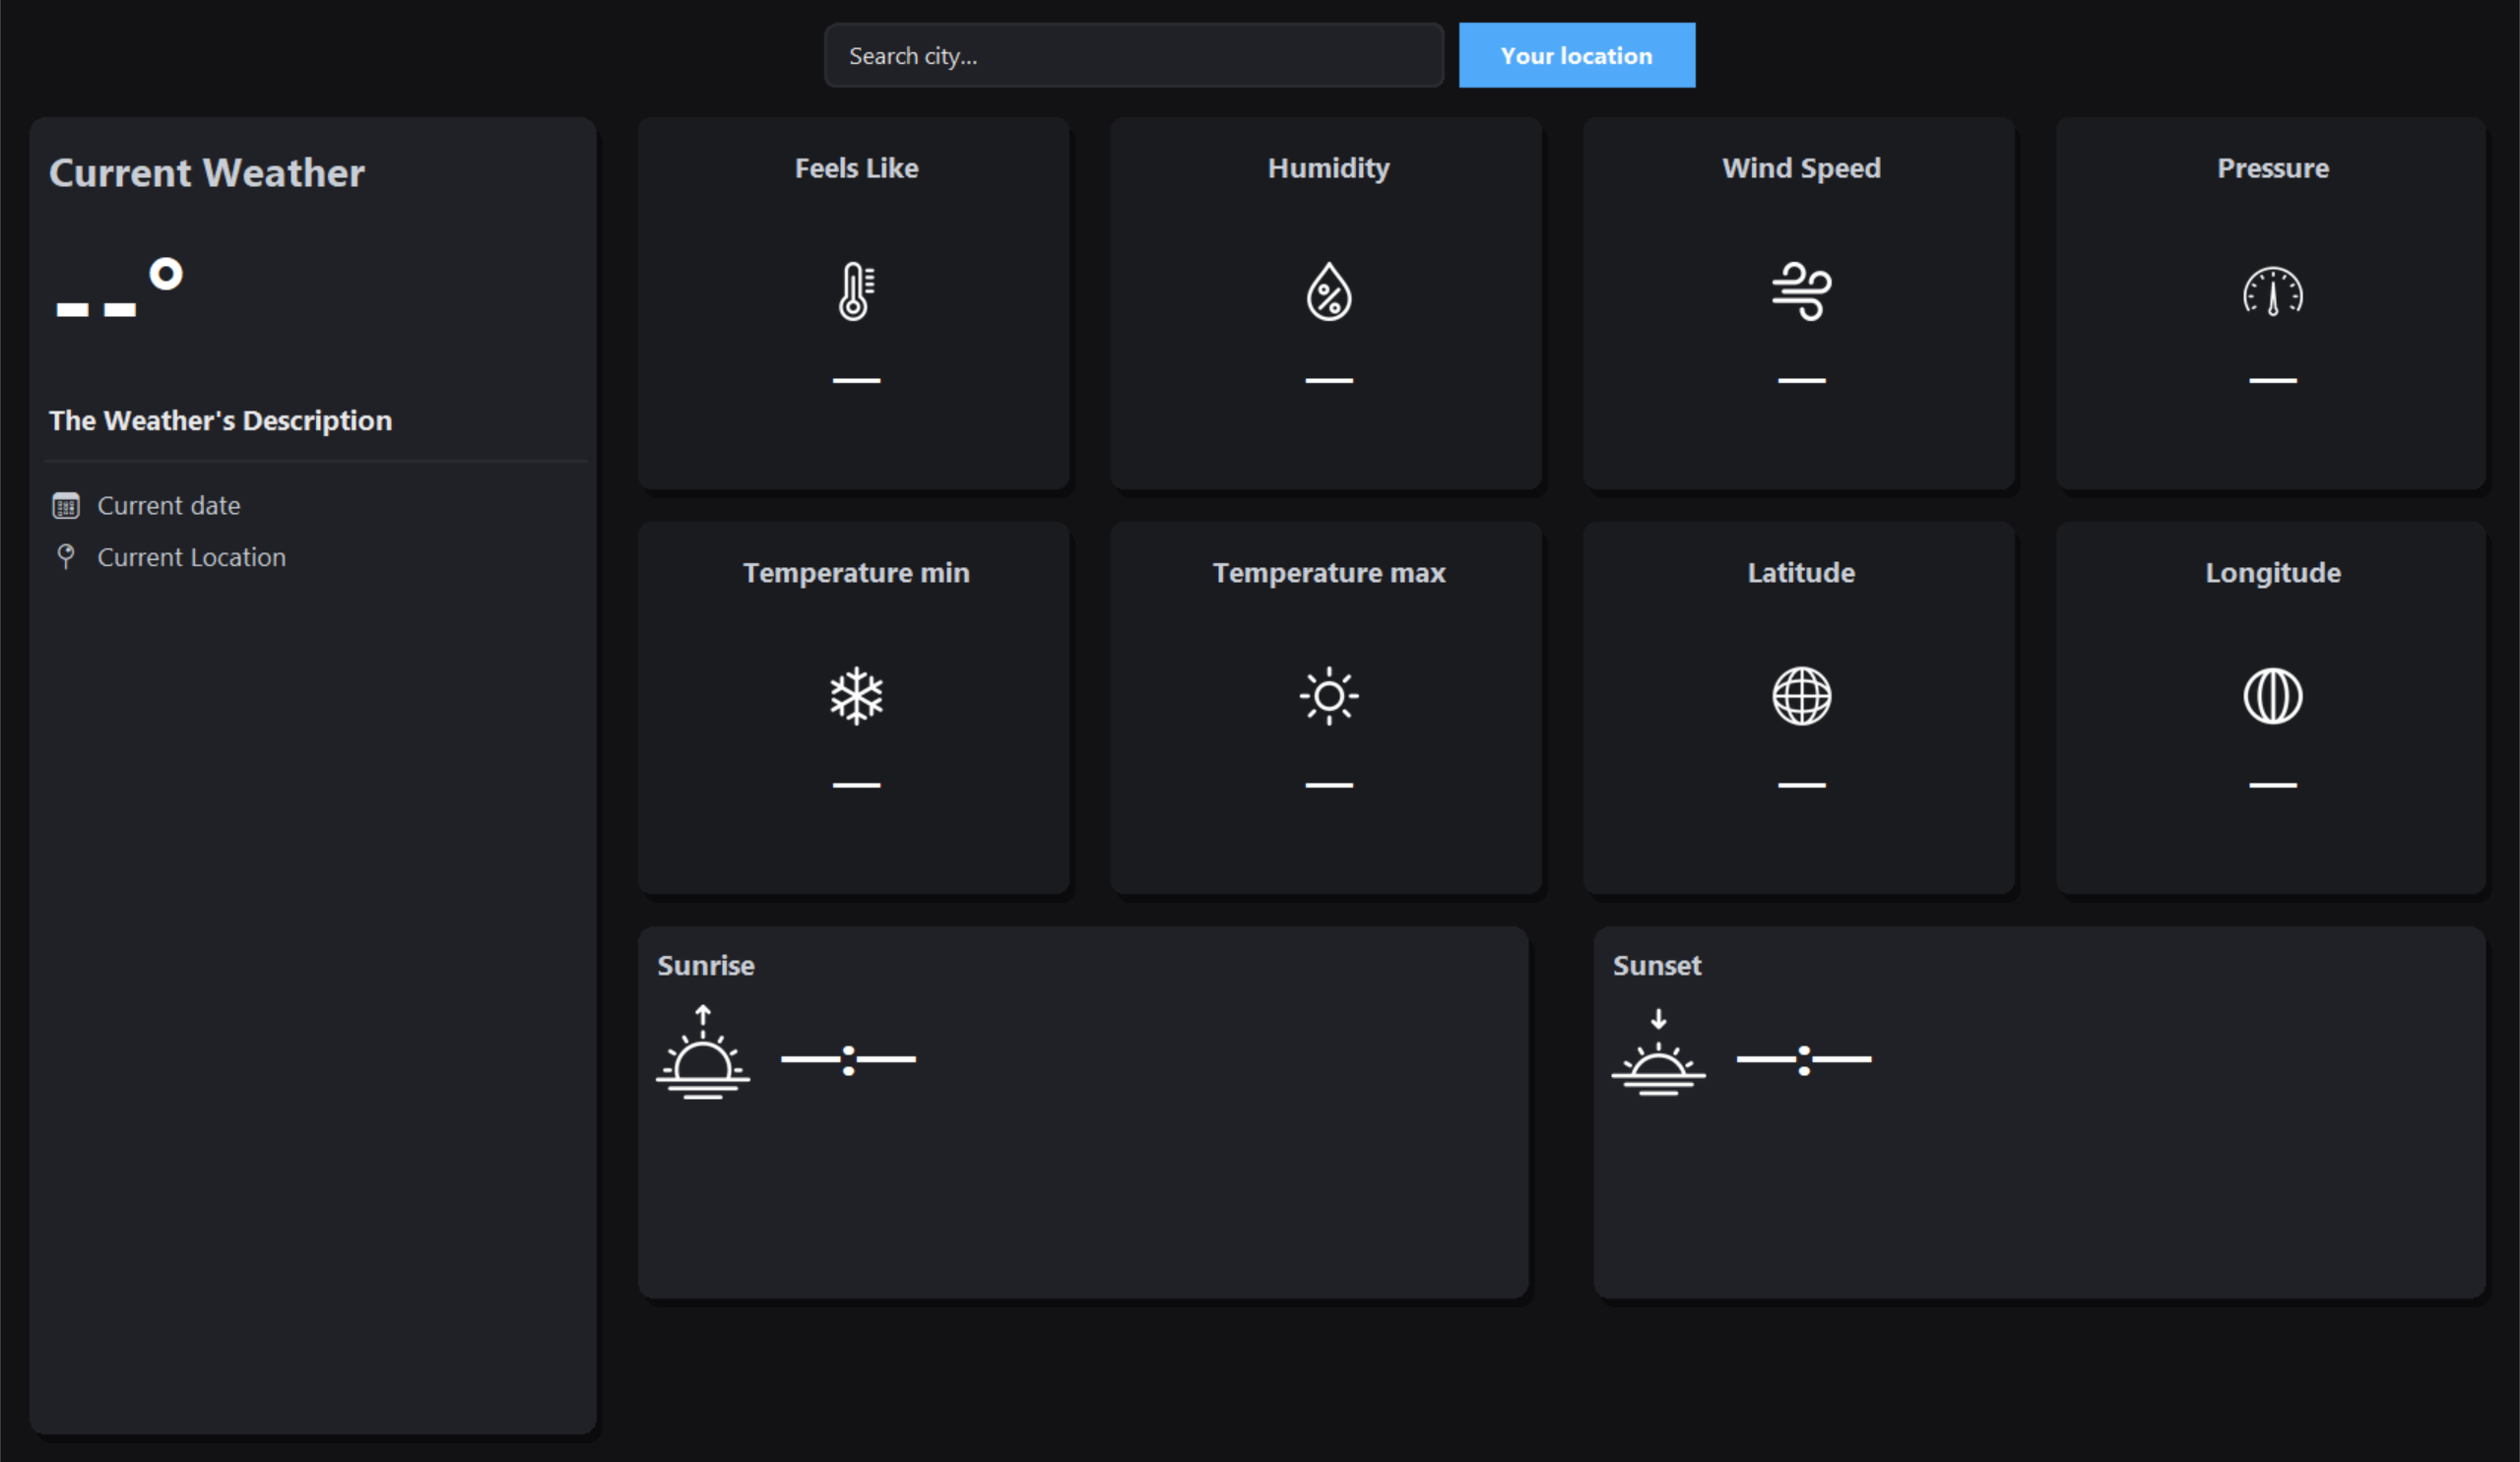 Search city...
Your location
Current Weather
--°
The Weather's Description
Current date
Current Location
Feels Like
—
Humidity
—
Wind Speed
—
Pressure
—
Temperature min
—
Temperature max
—
Latitude
—
Longitude
—
Sunrise
—:—
Sunset
—:—